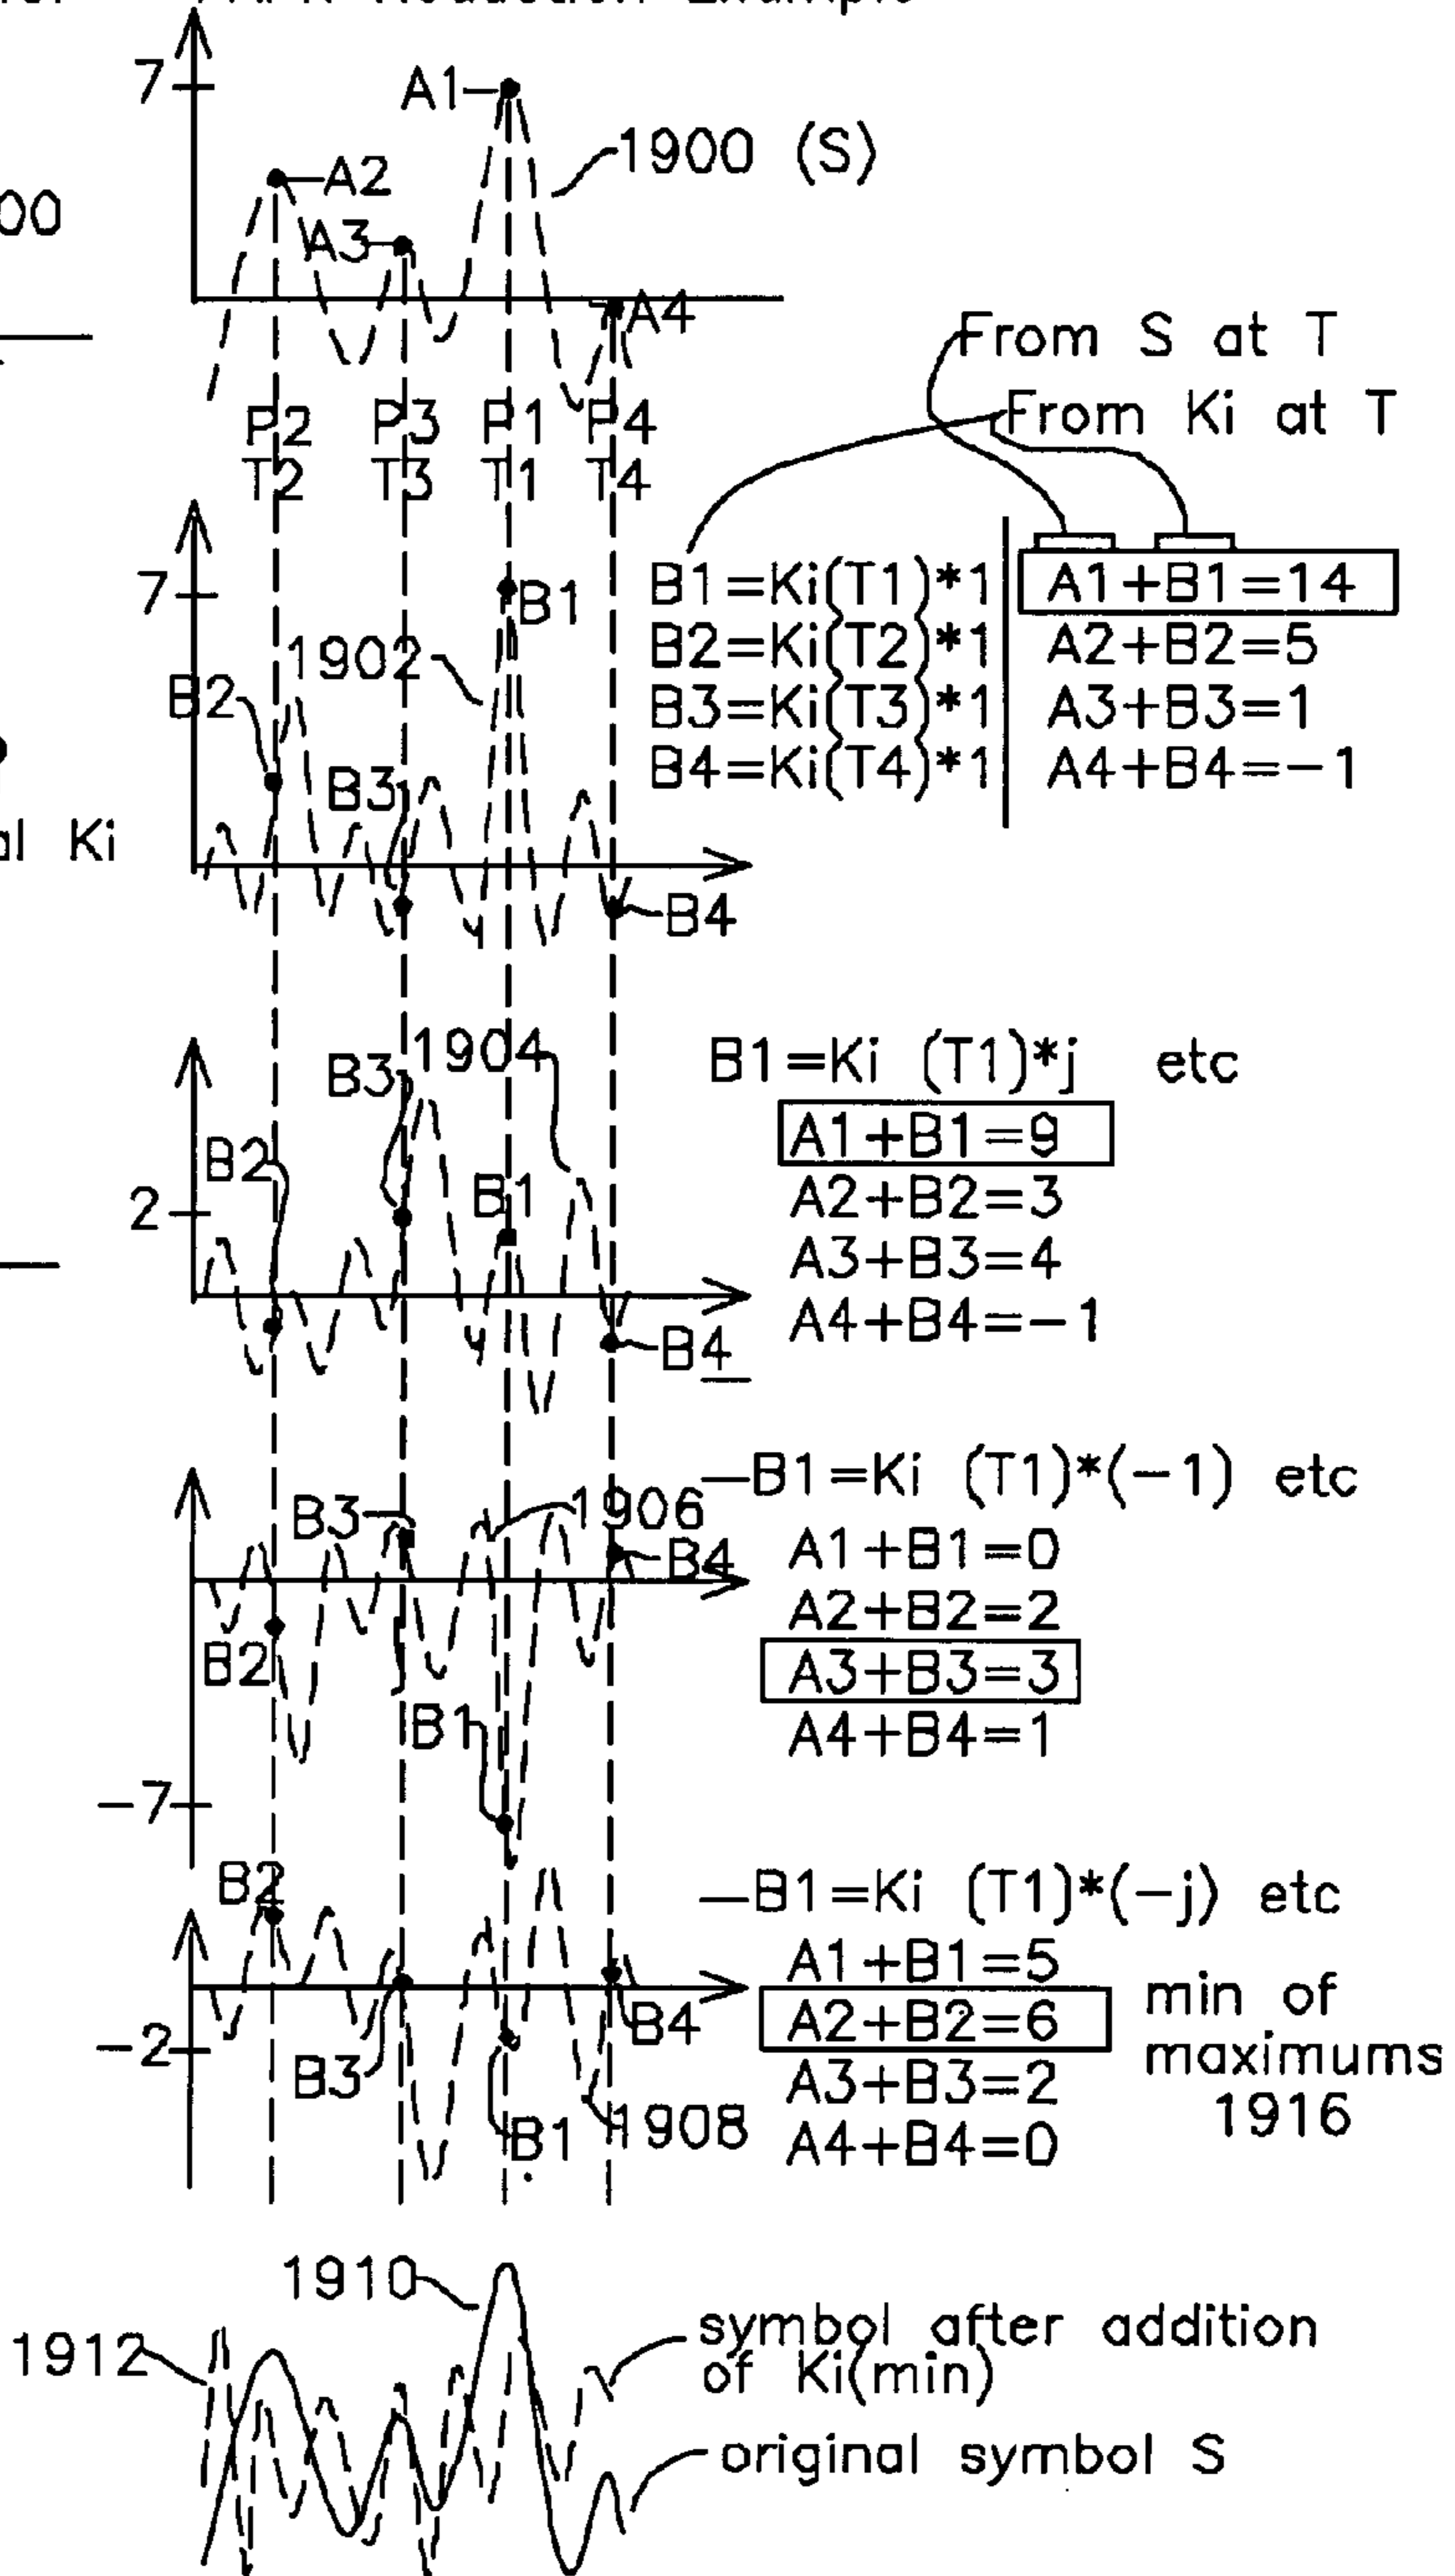 Reduction Example
7
A1
1900 (S)
A2
00
A3
A4
From S at T
From Ki at T
P2 P3 P1 P4
T2 T3 T1 T4
7
B1
1902
B2
B3
B4
al Ki
B1=Ki(T1)*1 A1+B1=14
B2=Ki(T2)*1 A2+B2=5
B3=Ki(T3)*1 A3+B3=1
B4=Ki(T4)*1 A4+B4=-1
1904
B3
B2
B1
2
B4
B1=Ki (T1)*j etc
A1+B1=9
A2+B2=3
A3+B3=4
A4+B4=-1
B3
1906
B4
B2
B1
-7
B1=Ki (T1)*(-1) etc
A1+B1=0
A2+B2=2
A3+B3=3
A4+B4=1
B2
-2
B3
B4
B1
1908
B1=Ki (T1)*(-j) etc
A1+B1=5
A2+B2=6
A3+B3=2
A4+B4=0
min of
maximums
1916
1910
1912
symbol after addition
of Ki(min)
original symbol S